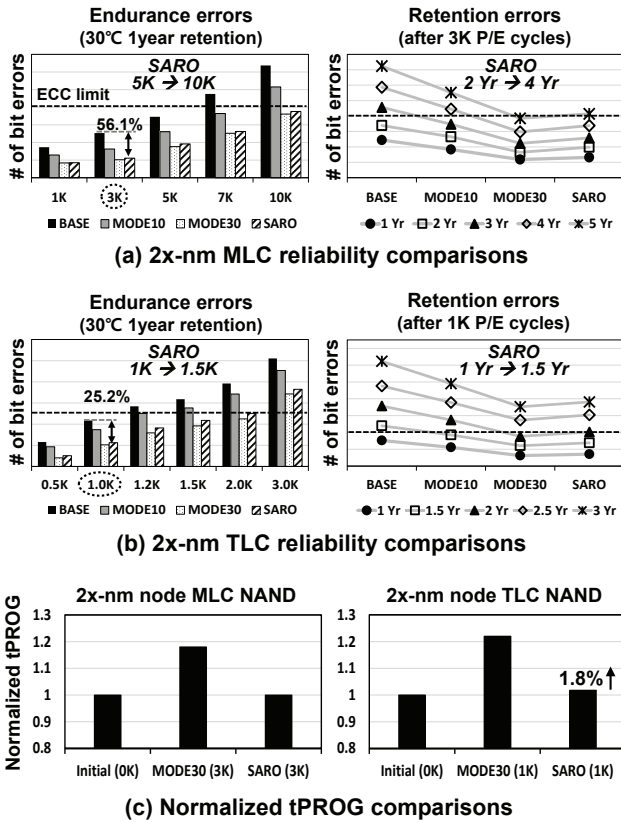 Endurance errors
(30℃ 1year retention)
# of bit errors
SARO
5K → 10K
ECC limit
56.1%
1K 3K 5K 7K 10K
BASE MODE10 MODE30 SARO
Retention errors
(after 3K P/E cycles)
# of bit errors
SARO
2 Yr → 4 Yr
BASE MODE10 MODE30 SARO
1 Yr 2 Yr 3 Yr 4 Yr 5 Yr
(a) 2x-nm MLC reliability comparisons
Endurance errors
(30℃ 1year retention)
# of bit errors
SARO
1K → 1.5K
25.2%
0.5K 1.0K 1.2K 1.5K 2.0K 3.0K
BASE MODE10 MODE30 SARO
Retention errors
(after 1K P/E cycles)
# of bit errors
SARO
1 Yr → 1.5 Yr
BASE MODE10 MODE30 SARO
1 Yr 1.5 Yr 2 Yr 2.5 Yr 3 Yr
(b) 2x-nm TLC reliability comparisons
2x-nm node MLC NAND
Normalized tPROG
1.3
1.2
1.1
1
0.9
0.8
Initial (0K) MODE30 (3K) SARO (3K)
2x-nm node TLC NAND
1.3
1.2
1.1
1
0.9
0.8
1.8%
Initial (0K) MODE30 (1K) SARO (1K)
(c) Normalized tPROG comparisons